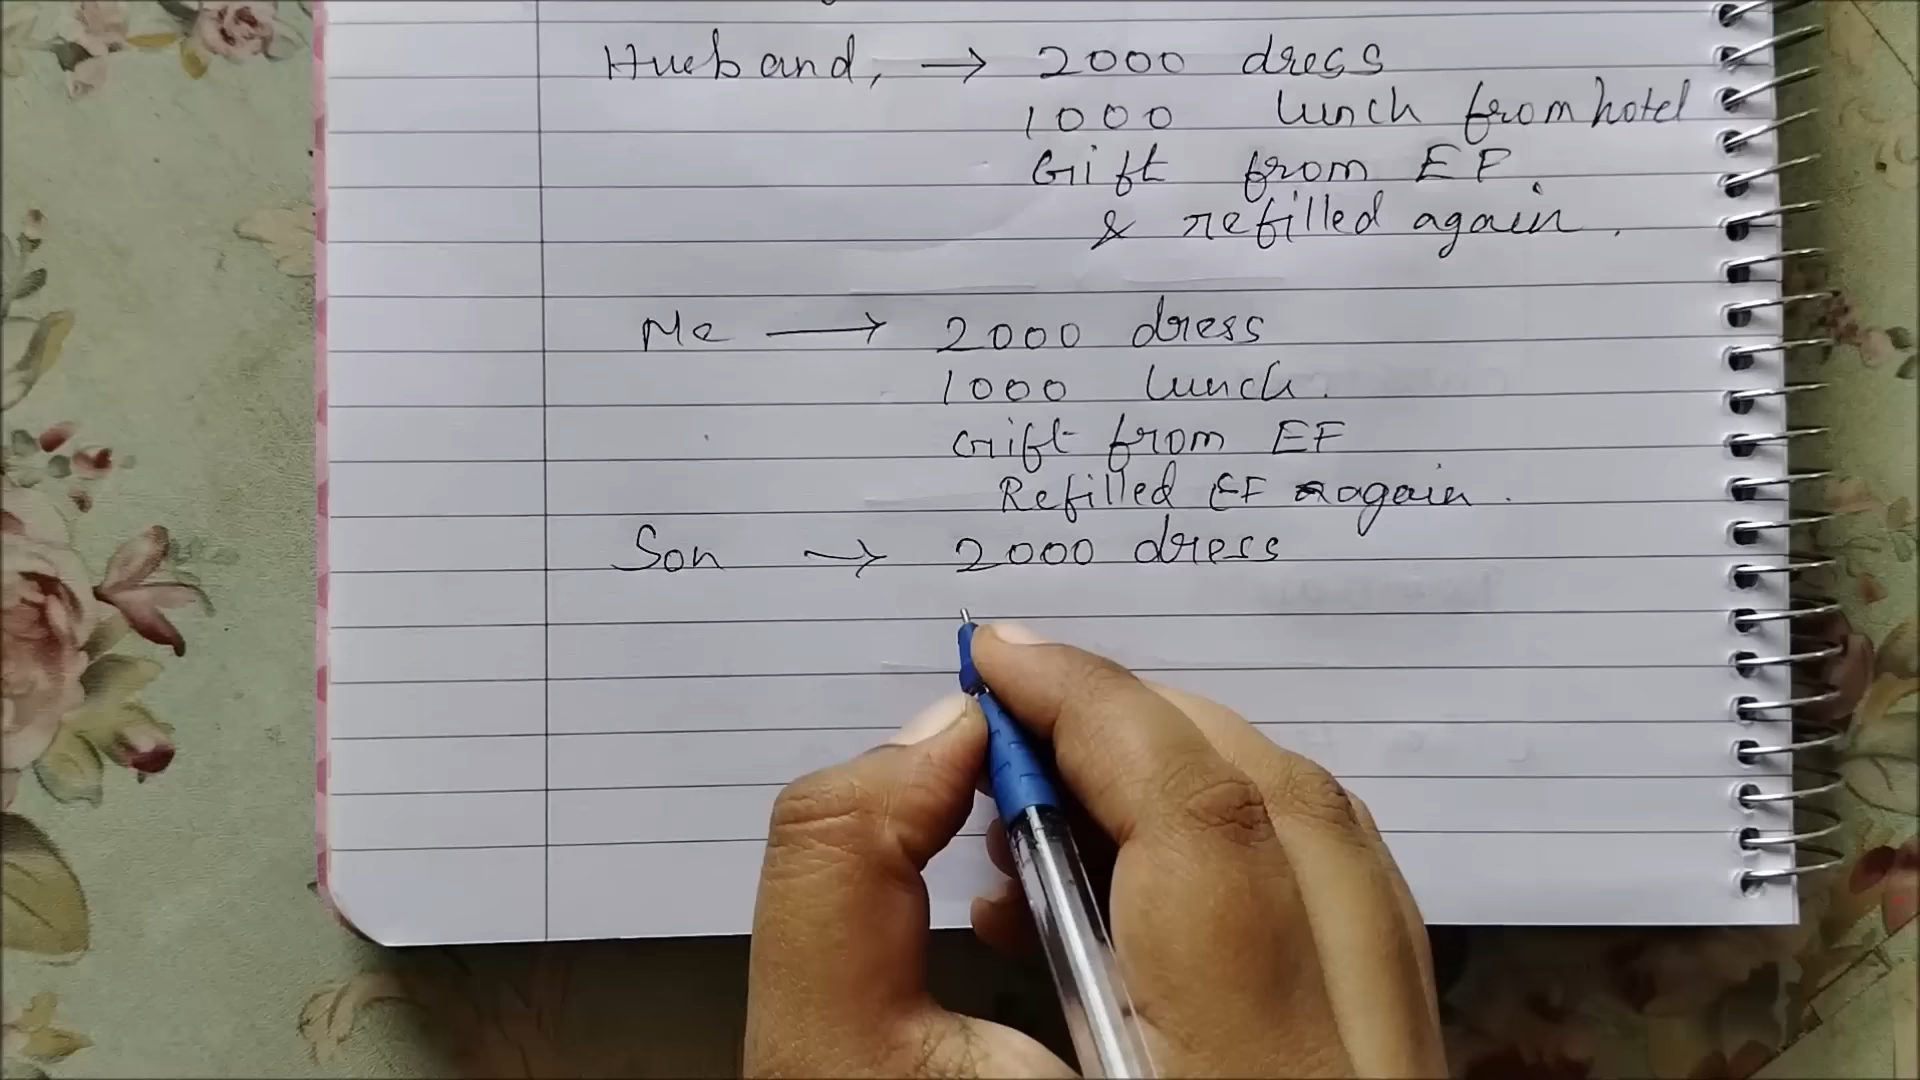 Husband, → 2000 dress
1000 lunch from hotel
Gift from EF.
& refilled again.
Me → 2000 dress
1000 lunch.
Gift from EF
Refilled EF again.
Son → 2000 dress